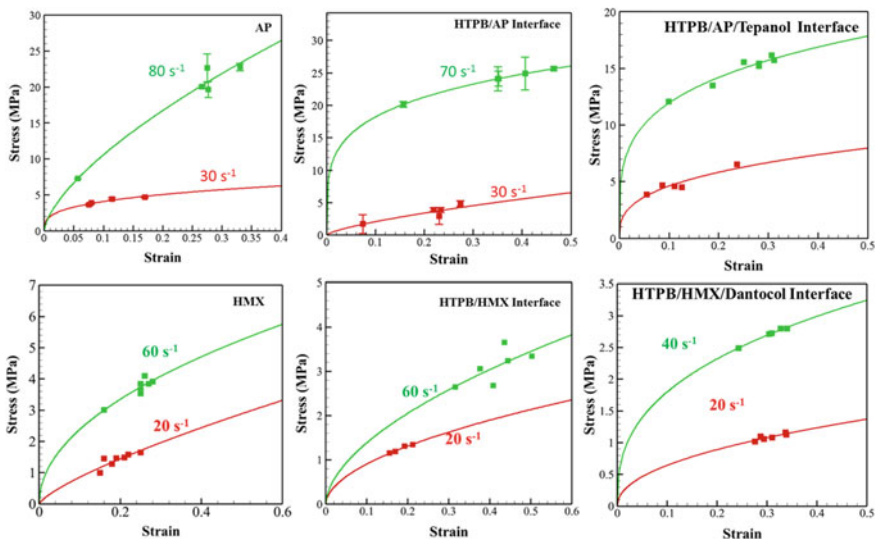 AP
Stress (MPa)
30
25
20
15
10
5
0
80 s-1
30 s-1
0
0.05
0.1
0.15
0.2
0.25
0.3
0.35
0.4
Strain
HTPB/AP Interface
Stress (MPa)
35
30
25
20
15
10
5
0
70 s-1
30 s-1
0
0.1
0.2
0.3
0.4
0.5
Strain
HTPB/AP/Tepanol Interface
Stress (MPa)
20
15
10
5
0
0
0.1
0.2
0.3
0.4
0.5
Strain
HMX
Stress (MPa)
7
6
5
4
3
2
1
0
60 s-1
20 s-1
0
0.2
0.4
0.6
Strain
HTPB/HMX Interface
Stress (MPa)
5
4
3
2
1
0
60 s-1
20 s-1
0
0.1
0.2
0.3
0.4
0.5
0.6
Strain
HTPB/HMX/Dantocol Interface
Stress (MPa)
3.5
3
2.5
2
1.5
1
0.5
0
40 s-1
20 s-1
0
0.1
0.2
0.3
0.4
0.5
Strain